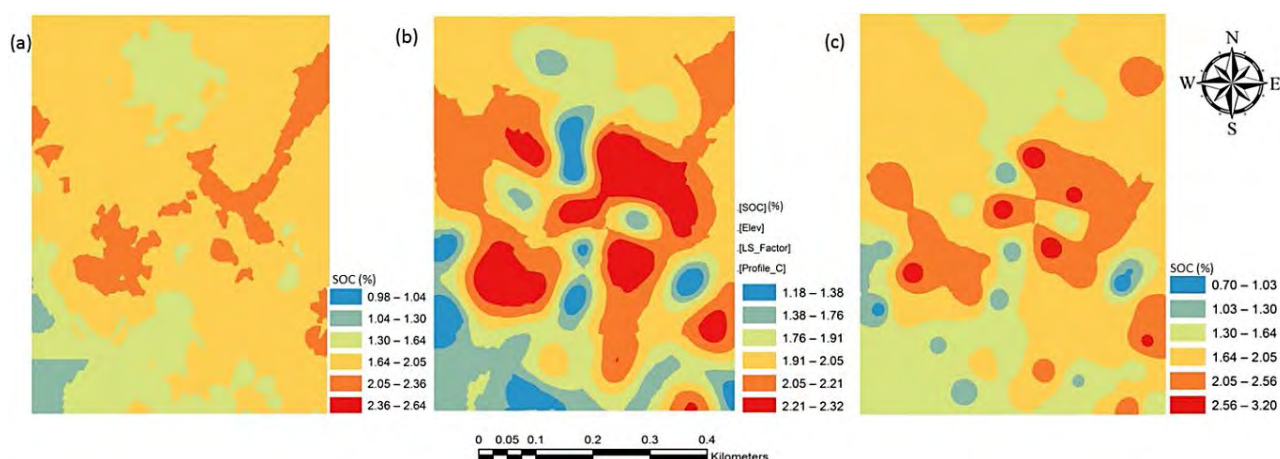 (a)
(b)
(c)
N
W E
S
SOC (%)
0.98 – 1.04
1.04 – 1.30
1.30 – 1.64
1.64 – 2.05
2.05 – 2.36
2.36 – 2.64
.[SOC] (%)
.[Elev]
.[LS_Factor]
.[Profile_C]
1.18 – 1.38
1.38 – 1.76
1.76 – 1.91
1.91 – 2.05
2.05 – 2.21
2.21 – 2.32
SOC (%)
0.70 – 1.03
1.03 – 1.30
1.30 – 1.64
1.64 – 2.05
2.05 – 2.56
2.56 – 3.20
0 0.05 0.1 0.2 0.3 0.4
Kilometers